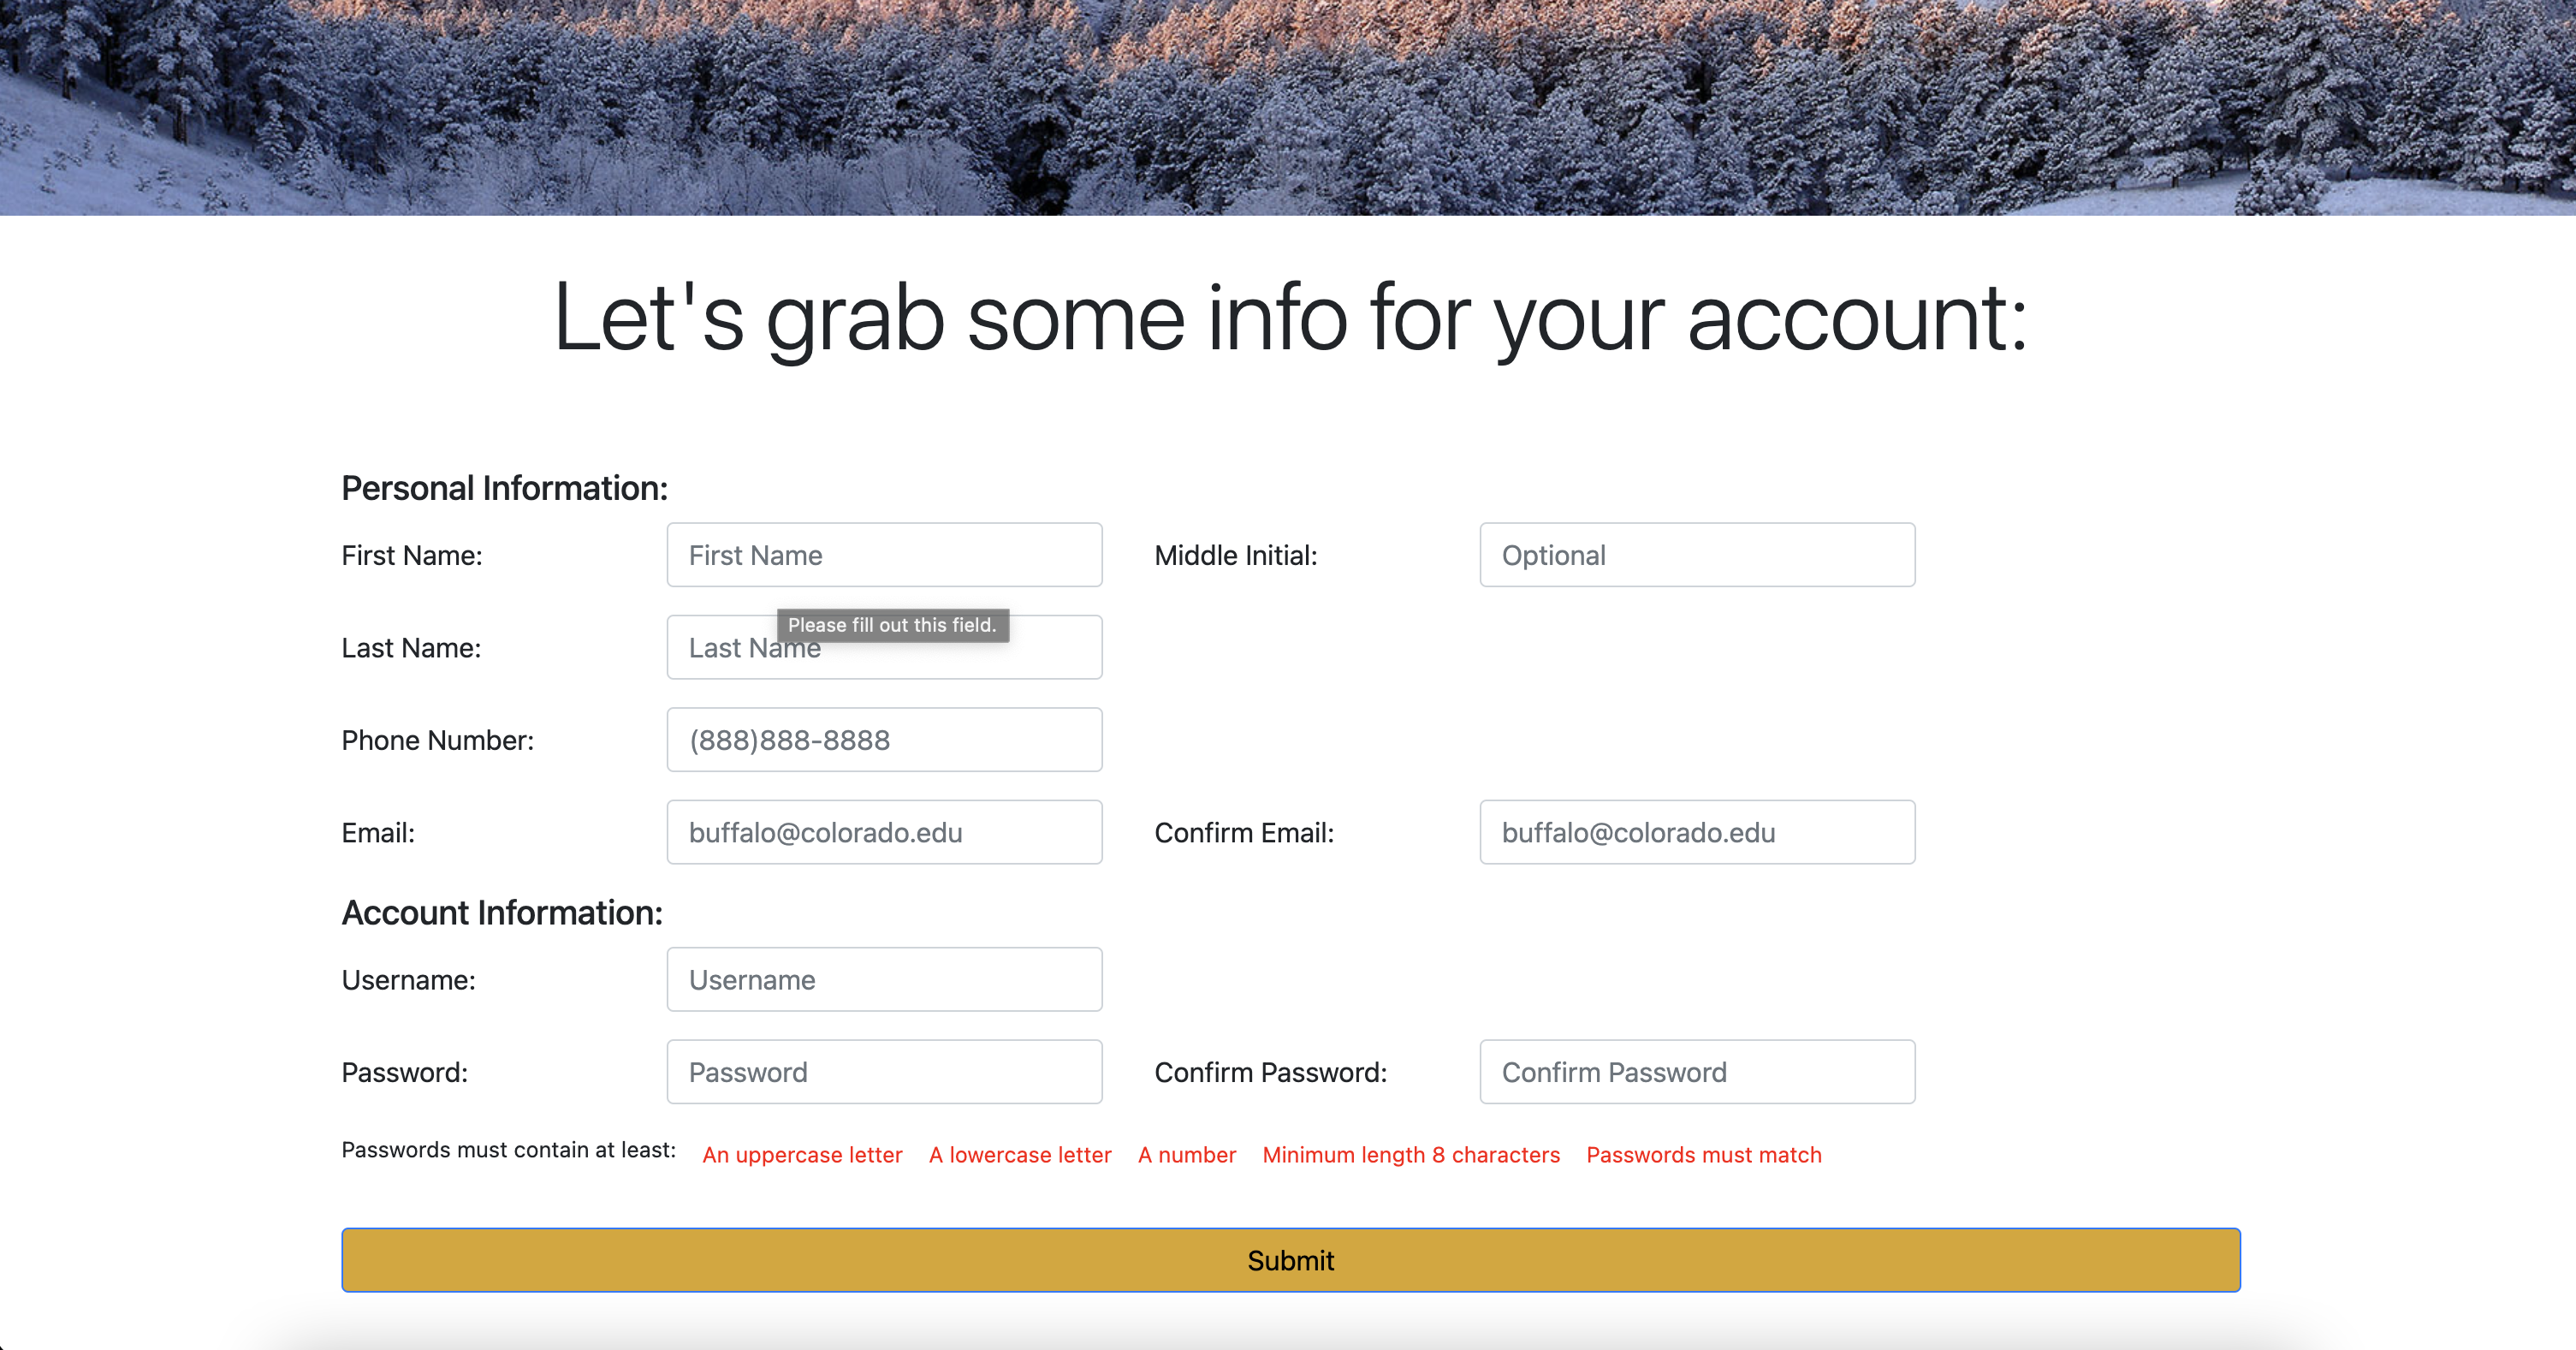 Let's grab some info for your account:
Personal Information:
First Name: First Name Middle Initial: Optional
Please fill out this field.
Last Name: Last Name
Phone Number: (888)888-8888
Email: buffalo@colorado.edu Confirm Email: buffalo@colorado.edu
Account Information:
Username: Username
Password: Password Confirm Password: Confirm Password
Passwords must contain at least: An uppercase letter A lowercase letter A number Minimum length 8 characters Passwords must match
Submit